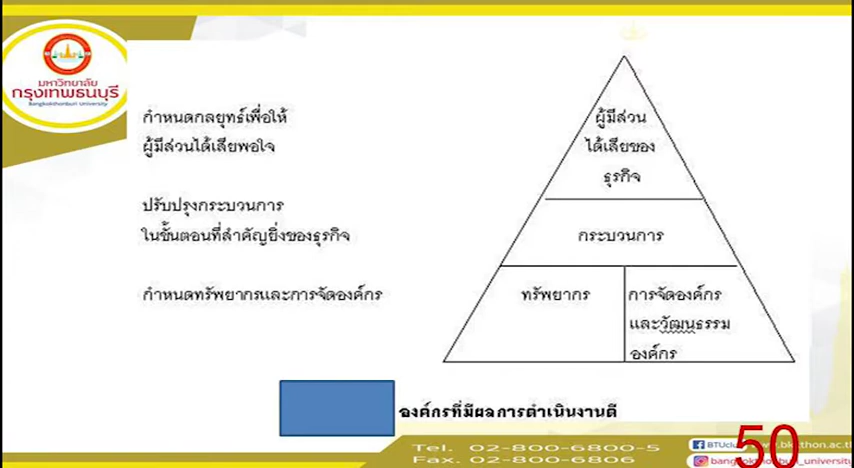 มหาวิทยาลัย
กรุงเทพธนบุรี
Bangkokthonburi University
กำหนดกลยุทธ์เพื่อให้
ผู้มีส่วนได้เสียพอใจ
ปรับปรุงกระบวนการ
ในขั้นตอนที่สำคัญยิ่งของธุรกิจ
กำหนดทรัพยากรและการจัดองค์กร
ผู้มีส่วน
ได้เสียของ
ธุรกิจ
กระบวนการ
ทรัพยากร
การจัดองค์กร
และวัฒนธรรม
องค์กร
องค์กรที่มีผลการดำเนินงานดี
Tel. 02-800-6800-5
Fax. 02-800-6806
50